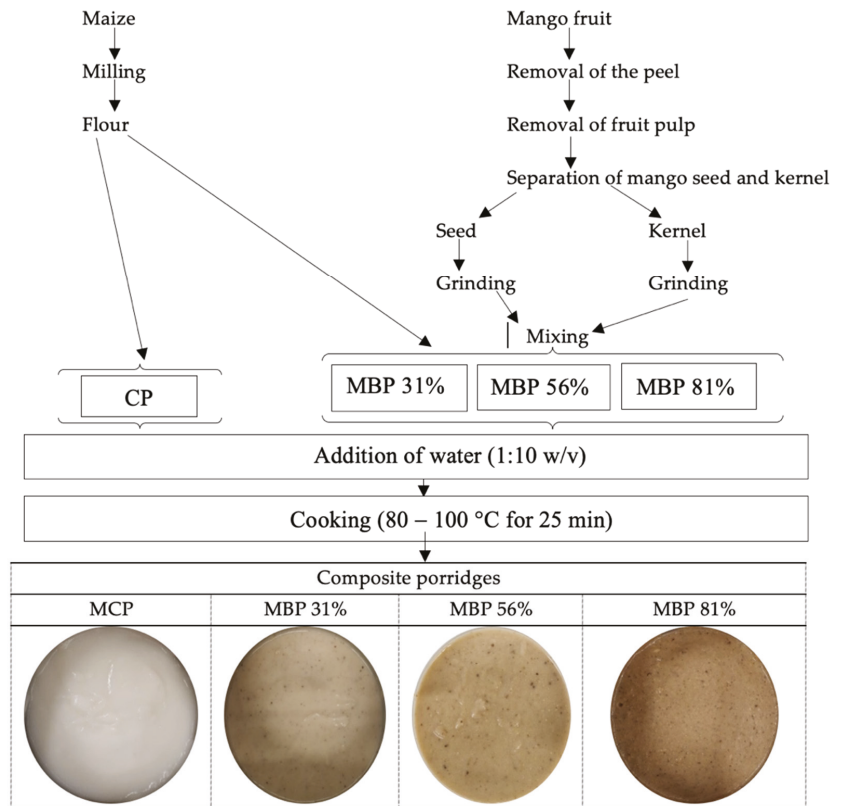 Maize
Mango fruit
Milling
Removal of the peel
Flour
Removal of fruit pulp
Separation of mango seed and kernel
Seed
Kernel
Grinding
Grinding
Mixing
CP
MBP 31%
MBP 56%
MBP 81%
Addition of water (1:10 w/v)
Cooking (80 – 100 °C for 25 min)
Composite porridges
MCP
MBP 31%
MBP 56%
MBP 81%